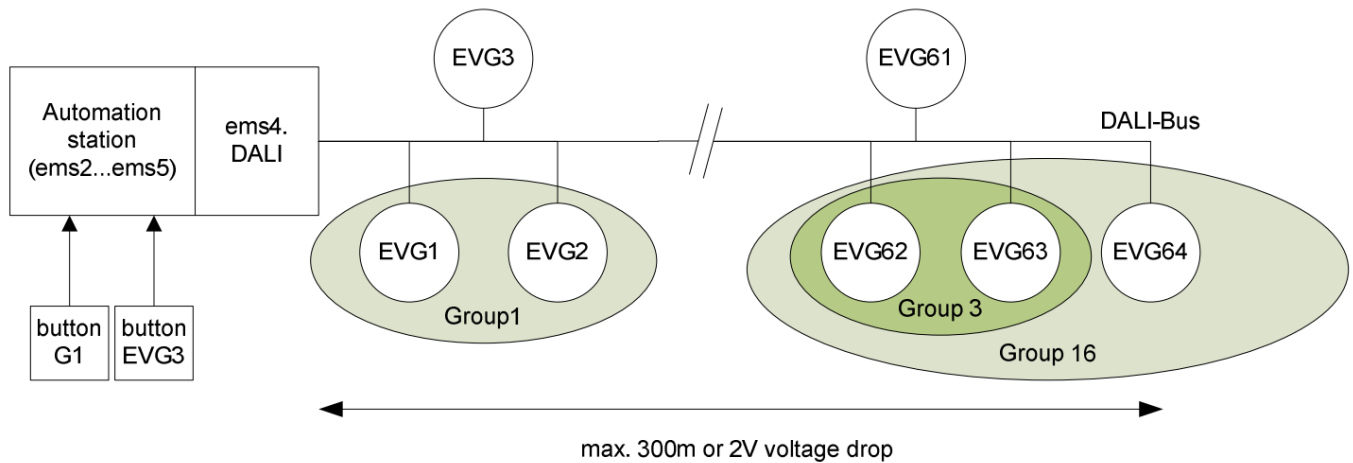 EVG3
EVG61
Automation
station
(ems2...ems5)
ems4.
DALI
DALI-Bus
EVG1
EVG2
EVG62
EVG63
EVG64
Group1
Group 3
Group 16
button
G1
button
EVG3
max. 300m or 2V voltage drop